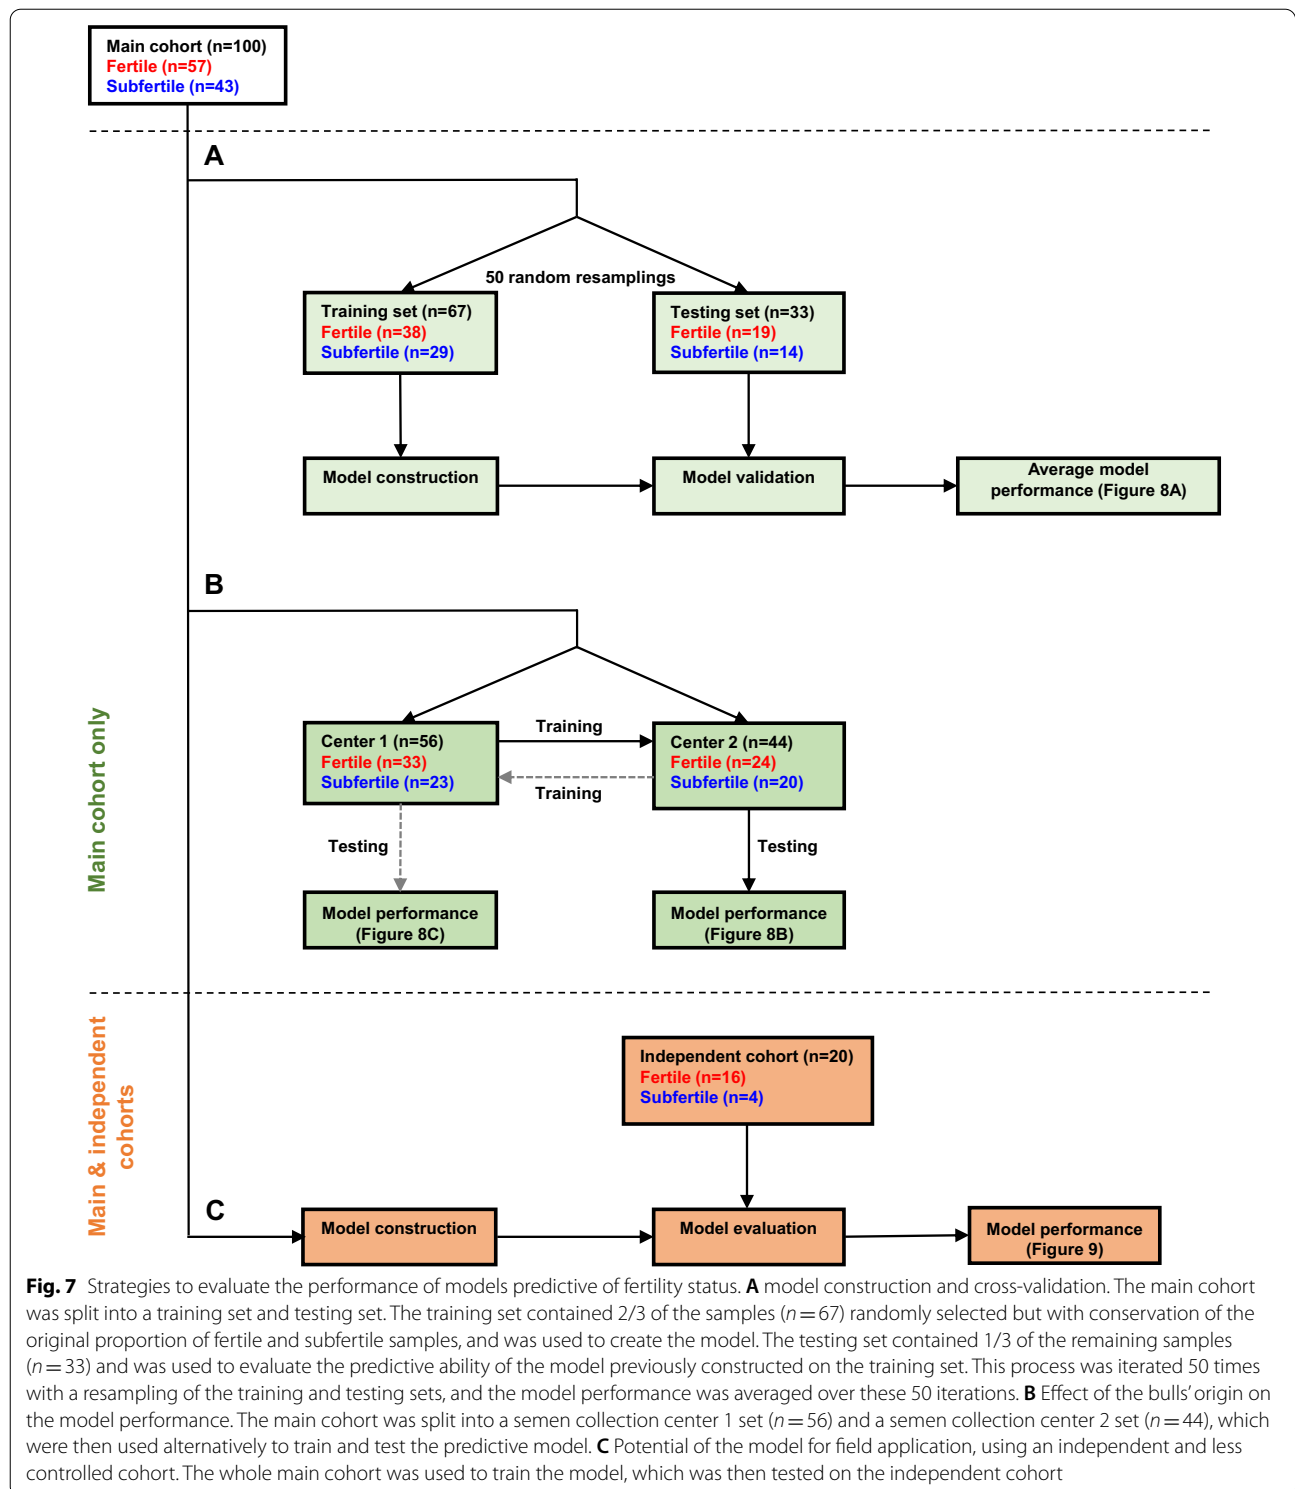 Main cohort (n=100)
Fertile (n=57)
Subfertile (n=43)
A
50 random resamplings
Training set (n=67)
Fertile (n=38)
Subfertile (n=29)
Testing set (n=33)
Fertile (n=19)
Subfertile (n=14)
Model construction
Model validation
Average model
performance (Figure 8A)
B
Main cohort only
Center 1 (n=56)
Fertile (n=33)
Subfertile (n=23)
Training
Training
Center 2 (n=44)
Fertile (n=24)
Subfertile (n=20)
Testing
Testing
Model performance
(Figure 8C)
Model performance
(Figure 8B)
Main & independent
cohorts
Independent cohort (n=20)
Fertile (n=16)
Subfertile (n=4)
C
Model construction
Model evaluation
Model performance
(Figure 9)
Fig. 7 Strategies to evaluate the performance of models predictive of fertility status. A model construction and cross-validation. The main cohort
was split into a training set and testing set. The training set contained 2/3 of the samples (n = 67) randomly selected but with conservation of the
original proportion of fertile and subfertile samples, and was used to create the model. The testing set contained 1/3 of the remaining samples
(n = 33) and was used to evaluate the predictive ability of the model previously constructed on the training set. This process was iterated 50 times
with a resampling of the training and testing sets, and the model performance was averaged over these 50 iterations. B Effect of the bulls' origin on
the model performance. The main cohort was split into a semen collection center 1 set (n = 56) and a semen collection center 2 set (n = 44), which
were then used alternatively to train and test the predictive model. C Potential of the model for field application, using an independent and less
controlled cohort. The whole main cohort was used to train the model, which was then tested on the independent cohort